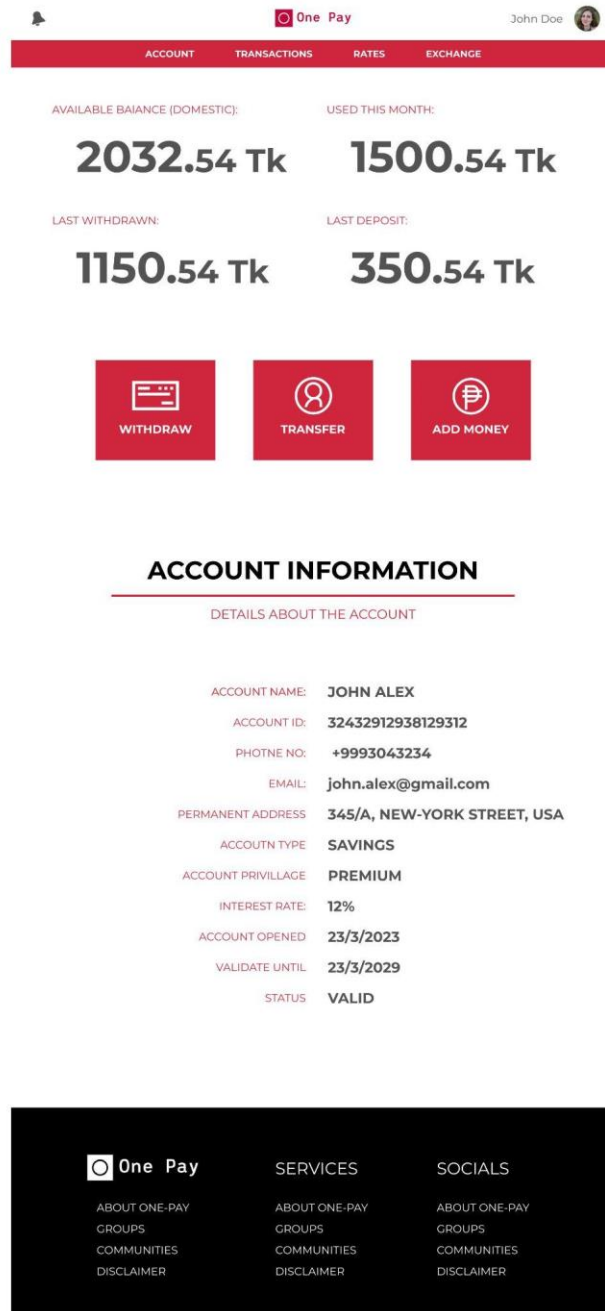 One Pay
John Doe
ACCOUNT TRANSACTIONS RATES EXCHANGE
AVAILABLE BAIANCE (DOMESTIC): USED THIS MONTH:
2032.54 Tk 1500.54 Tk
LAST WITHDRAWN: LAST DEPOSIT:
1150.54 Tk 350.54 Tk
WITHDRAW TRANSFER ADD MONEY
ACCOUNT INFORMATION
DETAILS ABOUT THE ACCOUNT
ACCOUNT NAME: JOHN ALEX
ACCOUNT ID: 32432912938129312
PHOTNE NO: +9993043234
EMAIL: john.alex@gmail.com
PERMANENT ADDRESS 345/A, NEW-YORK STREET, USA
ACCOUTN TYPE SAVINGS
ACCOUNT PRIVILLAGE PREMIUM
INTEREST RATE: 12%
ACCOUNT OPENED 23/3/2023
VALIDATE UNTIL 23/3/2029
STATUS VALID
One Pay SERVICES SOCIALS
ABOUT ONE-PAY ABOUT ONE-PAY ABOUT ONE-PAY
GROUPS GROUPS GROUPS
COMMUNITIES COMMUNITIES COMMUNITIES
DISCLAIMER DISCLAIMER DISCLAIMER